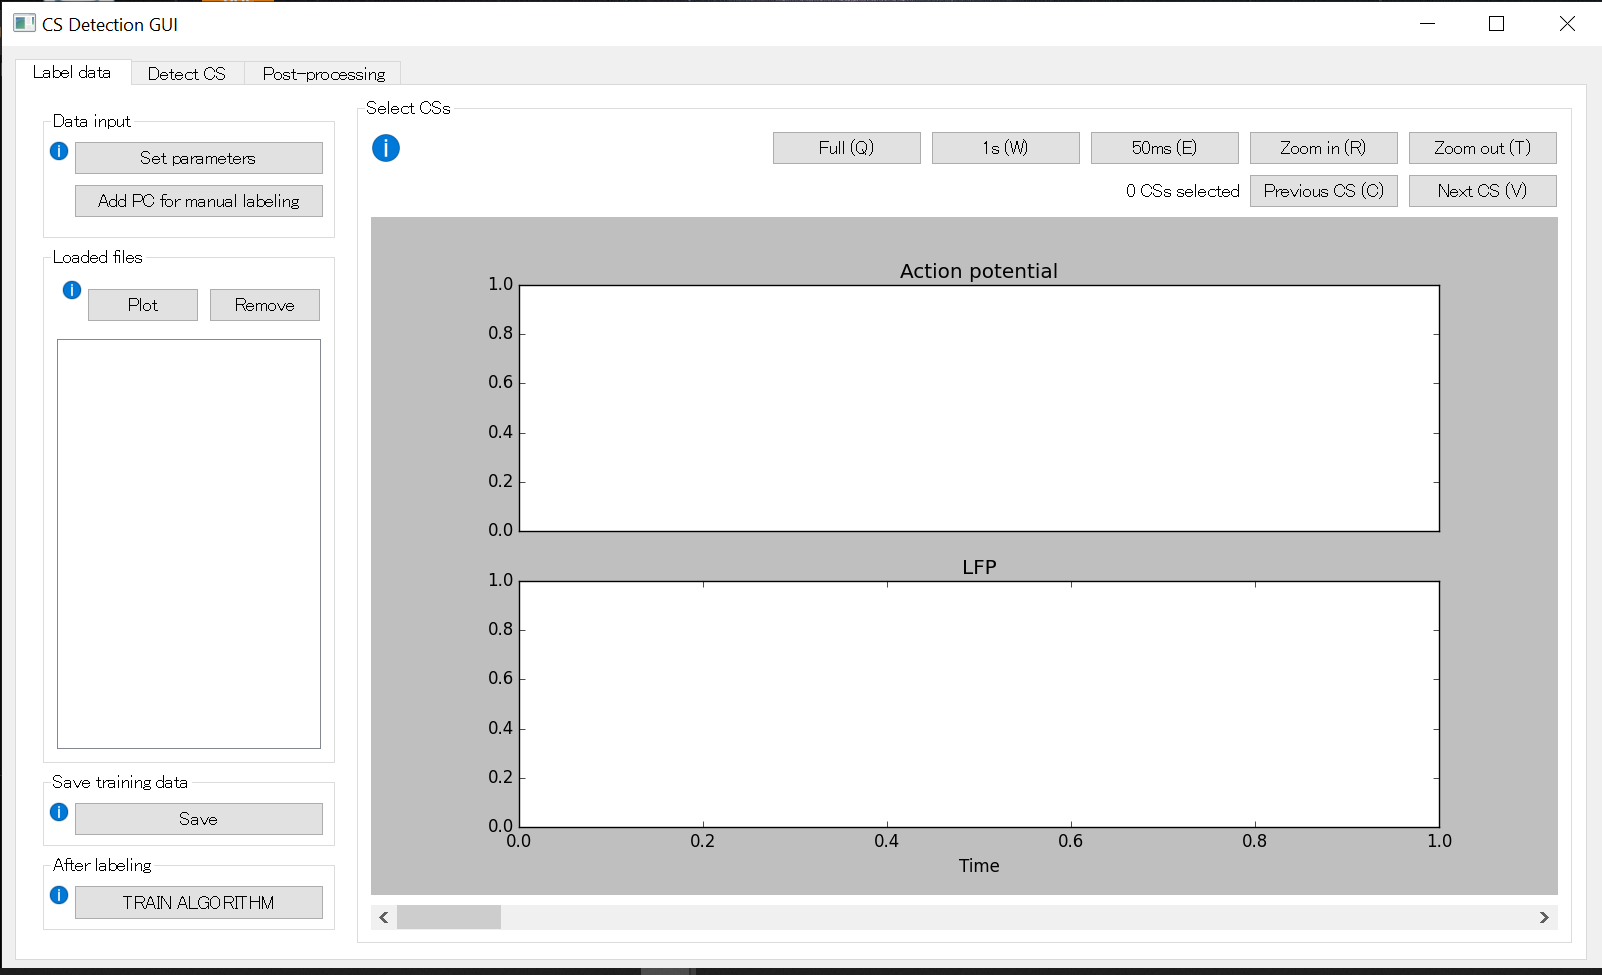 CS Detection GUI
Label data
Detect CS
Post-processing
Data input
Set parameters
Add PC for manual labeling
Loaded files
Plot
Remove
Save training data
Save
After labeling
TRAIN ALGORITHM
Select CSs
Full (Q)
1s (W)
50ms (E)
Zoom in (R)
Zoom out (T)
0 CSs selected
Previous CS (C)
Next CS (V)
Action potential
1.0
0.8
0.6
0.4
0.2
0.0
LFP
1.0
0.8
0.6
0.4
0.2
0.0
0.0 0.2 0.4 0.6 0.8 1.0
Time